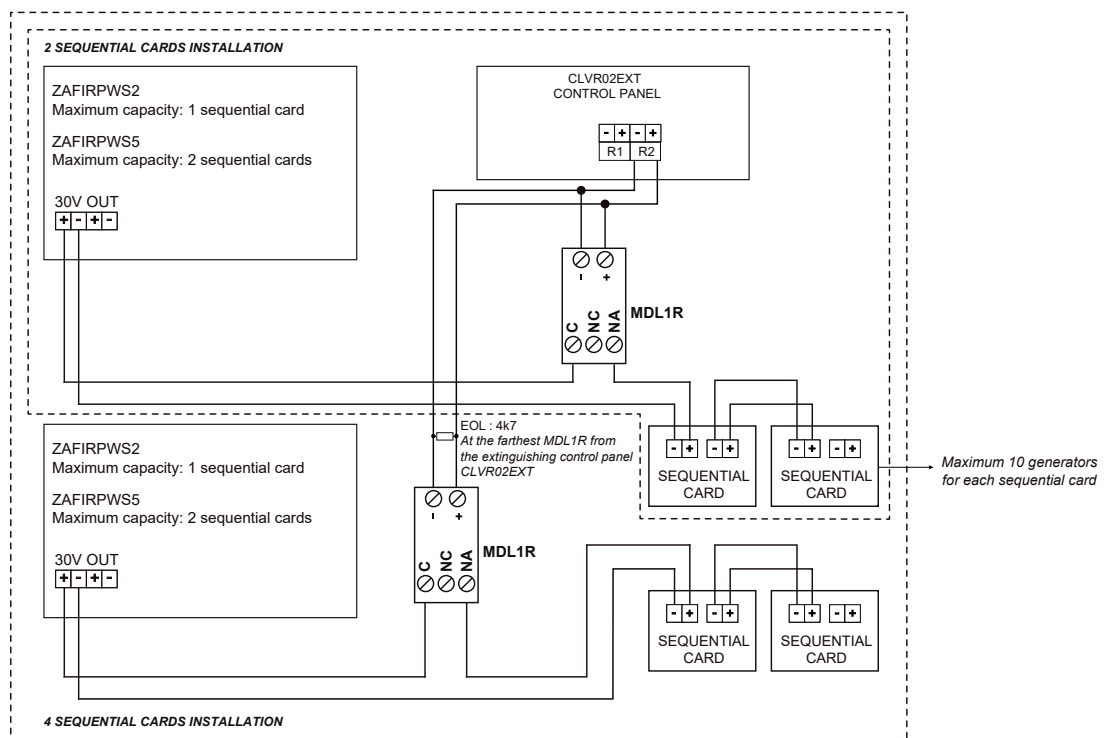 2 SEQUENTIAL CARDS INSTALLATION
ZAFIRPWS2
Maximum capacity: 1 sequential card
ZAFIRPWS5
Maximum capacity: 2 sequential cards
30V OUT
+ - + -
CLVR02EXT
CONTROL PANEL
- + - +
R1 R2
- +
MDL1R
C NC NA
- + - +
SEQUENTIAL
CARD
- + - +
SEQUENTIAL
CARD
Maximum 10 generators
for each sequential card
EOL : 4k7
At the farthest MDL1R from
the extinguishing control panel
CLVR02EXT
ZAFIRPWS2
Maximum capacity: 1 sequential card
ZAFIRPWS5
Maximum capacity: 2 sequential cards
30V OUT
+ - + -
- +
MDL1R
C NC NA
- + - +
SEQUENTIAL
CARD
- + - +
SEQUENTIAL
CARD
4 SEQUENTIAL CARDS INSTALLATION